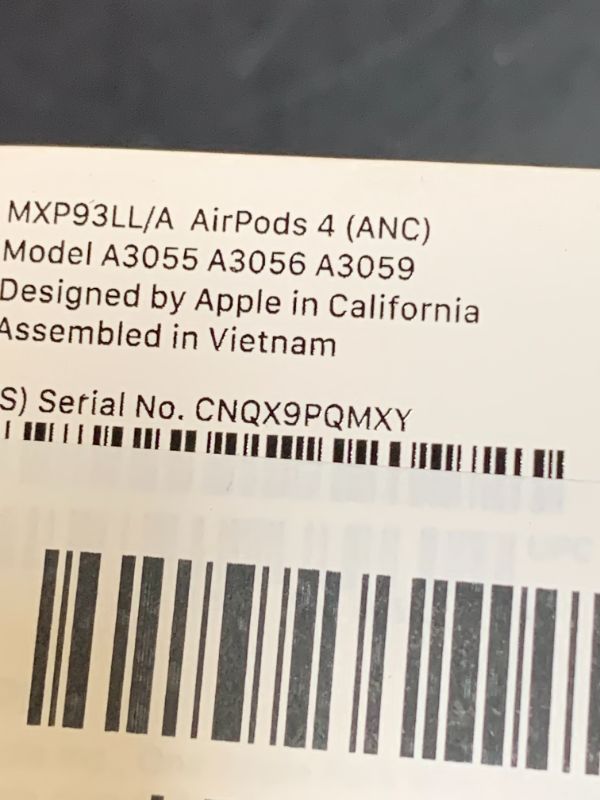 MXP93LL/A AirPods 4 (ANC)
Model A3055 A3056 A3059
Designed by Apple in California
Assembled in Vietnam
S) Serial No. CNQX9PQMXY